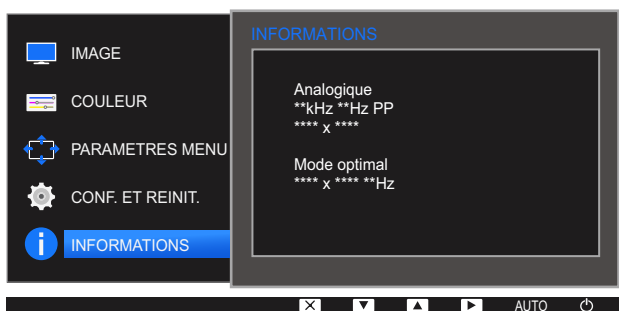 IMAGE
COULEUR
PARAMETRES MENU
CONF. ET REINIT.
INFORMATIONS
INFORMATIONS
Analogique
**kHz **Hz PP
**** x ****
Mode optimal
**** x **** **Hz
AUTO